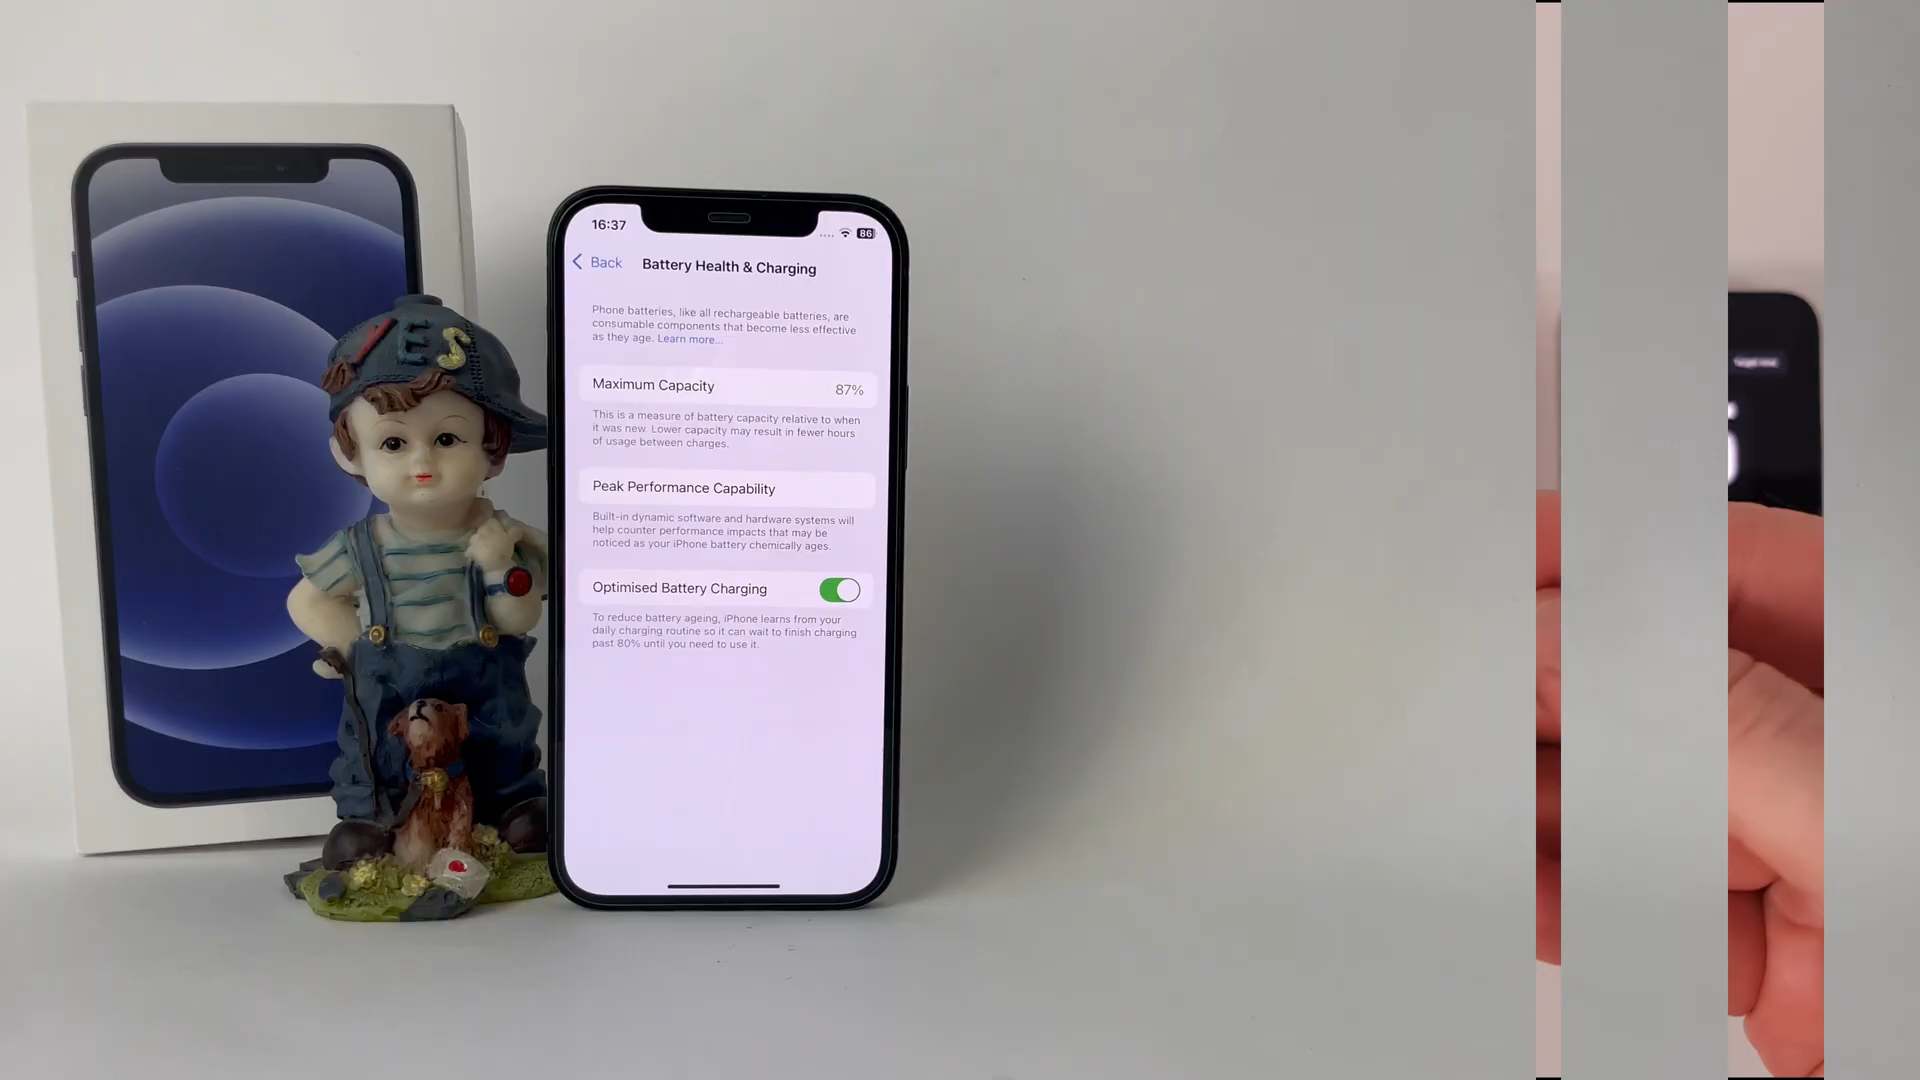 YES
16:37
86
Back
Battery Health & Charging
Phone batteries, like all rechargeable batteries, are
consumable components that become less effective
as they age. Learn more...
Maximum Capacity 87%
This is a measure of battery capacity relative to when
it was new. Lower capacity may result in fewer hours
of usage between charges.
Peak Performance Capability
Built-in dynamic software and hardware systems will
help counter performance impacts that may be
noticed as your iPhone battery chemically ages.
Optimised Battery Charging
To reduce battery ageing, iPhone learns from your
daily charging routine so it can wait to finish charging
past 80% until you need to use it.